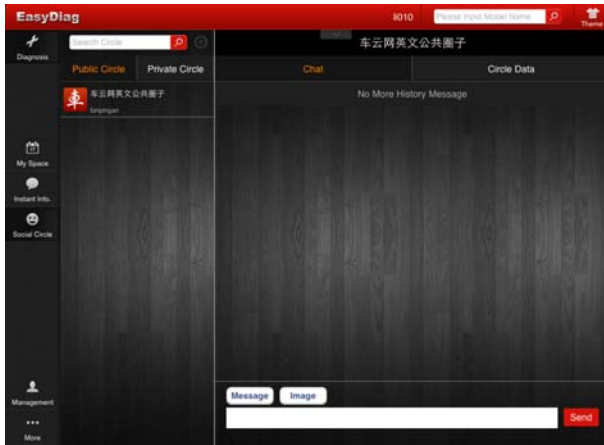 EasyDiag
li010
Please Input Model Name
Theme
Diagnosis
Search Circle
Public Circle
Private Circle
车云网英文公共圈子
My Space
Instant Info.
Social Circle
Management
More
车云网英文公共圈子
Chat
Circle Data
No More History Message
Message
Image
Send